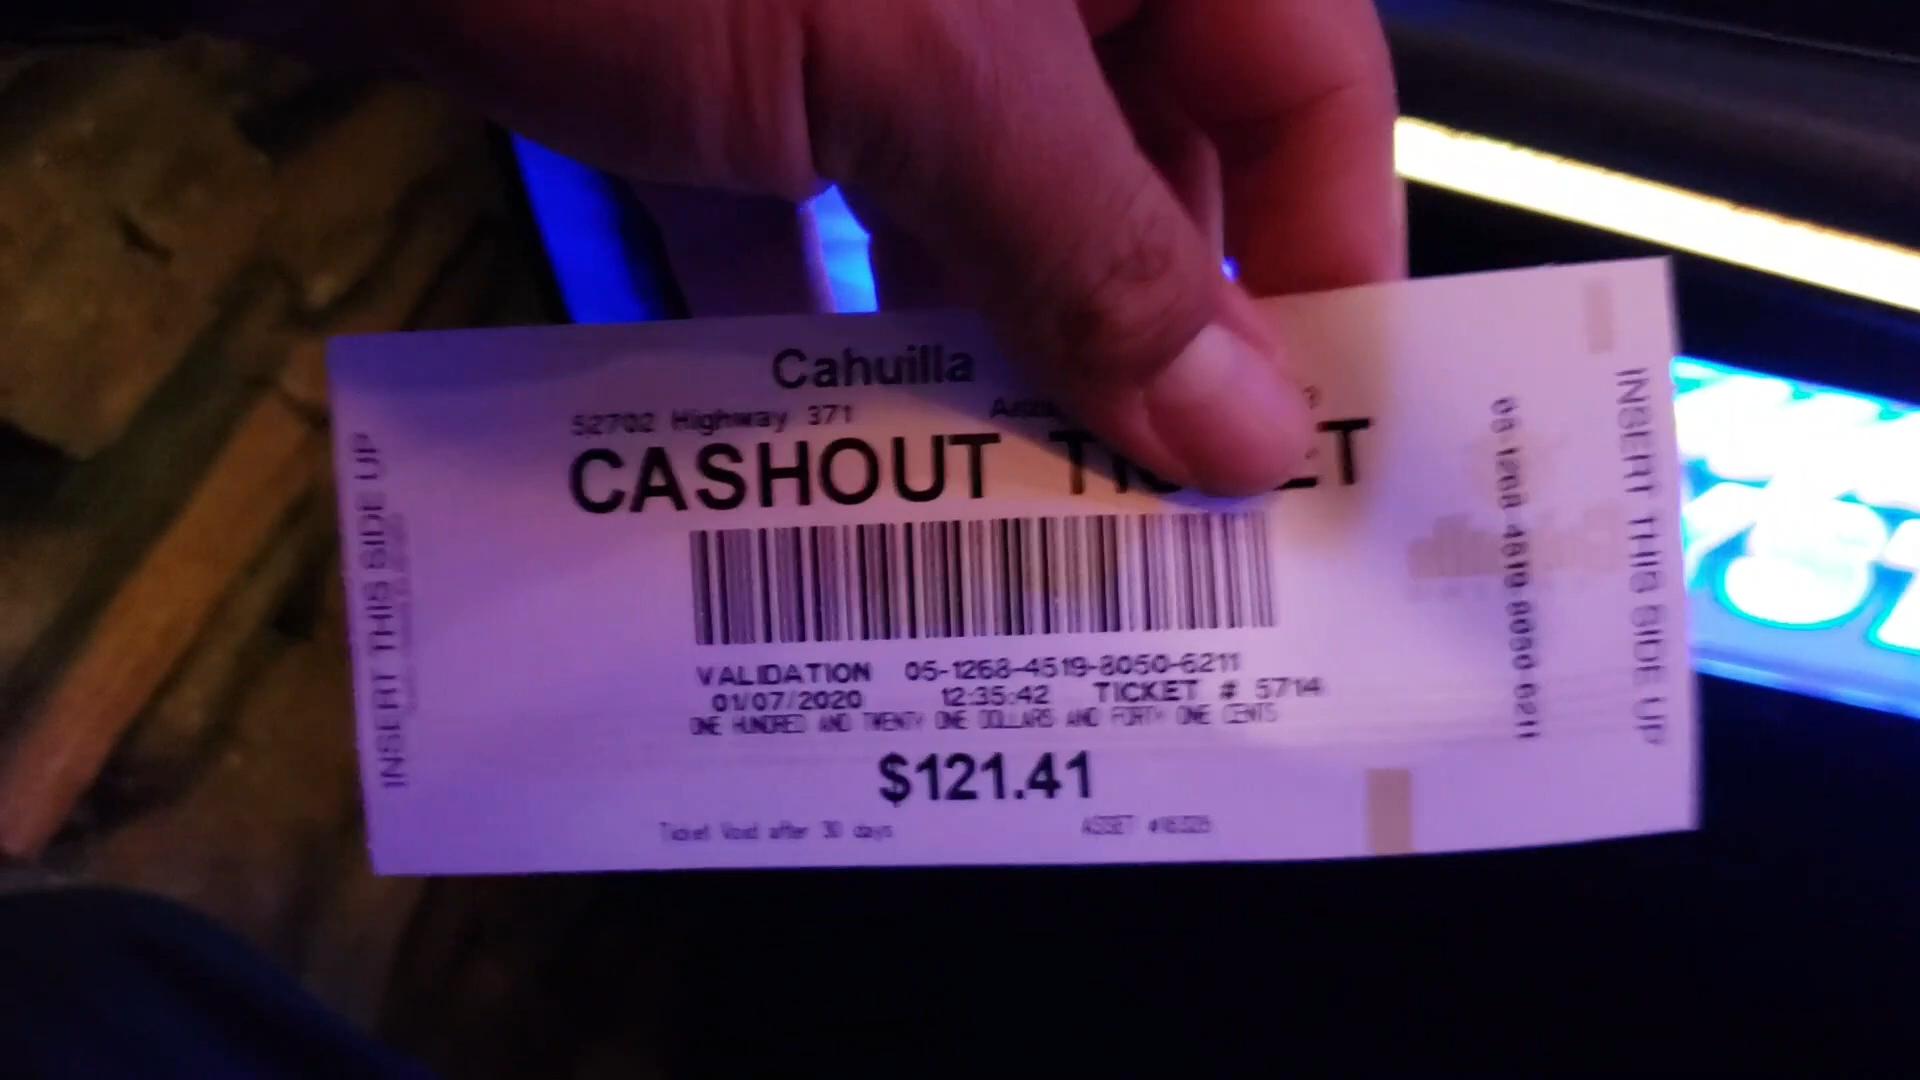 Cahuilla
52702 Highway 371
CASHOUT TICKET
INSERT THIS SIDE UP
VALIDATION 05-1268-4519-8050-6211
01/07/2020 12:35:42 TICKET # 5714
ONE HUNDRED AND TWENTY ONE DOLLARS AND FORTY ONE CENTS
$121.41
Ticket Void after 30 days
ASSET
05-1268-4519-8050-6211
INSERT THIS SIDE UP